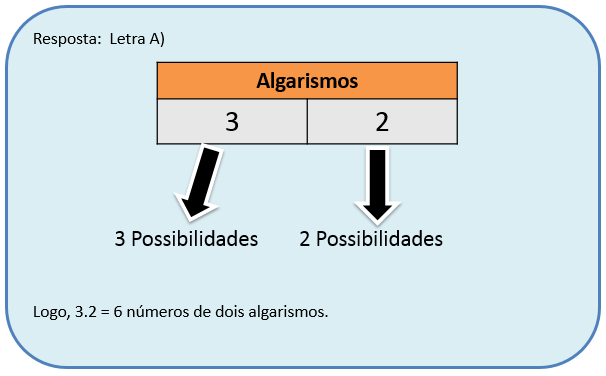 Resposta:  Letra A)
Algarismos
3 2
3 Possibilidades 2 Possibilidades
Logo, 3.2 = 6 números de dois algarismos.